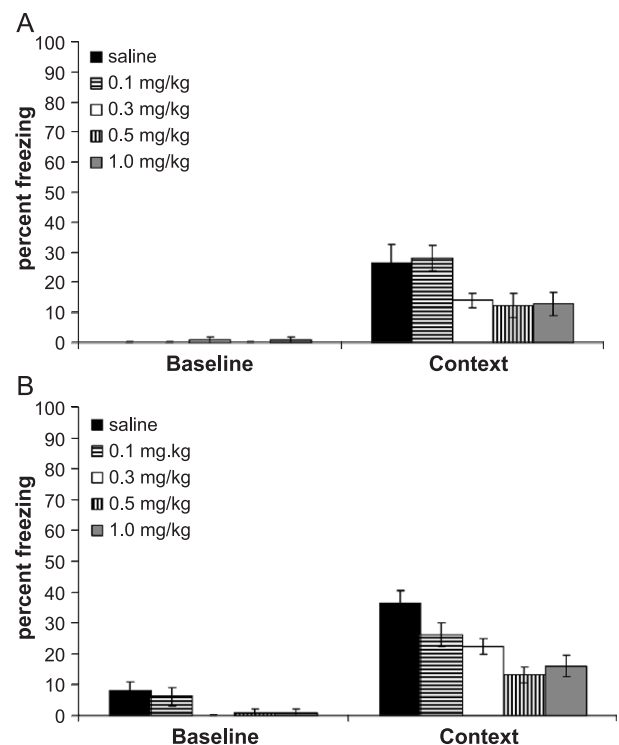 A
100
90
80
70
60
50
40
30
20
10
0
percent freezing
saline
0.1 mg/kg
0.3 mg/kg
0.5 mg/kg
1.0 mg/kg
Baseline Context
B
100
90
80
70
60
50
40
30
20
10
0
percent freezing
saline
0.1 mg.kg
0.3 mg/kg
0.5 mg/kg
1.0 mg/kg
Baseline Context